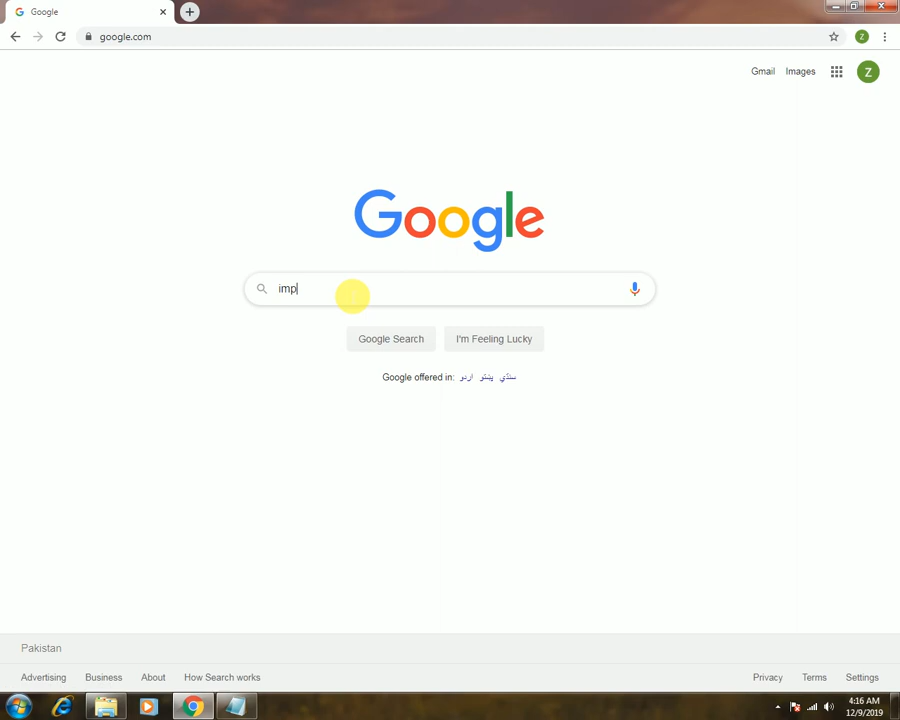 Google
google.com
Z
Gmail Images Z
Google
imp
Google Search I'm Feeling Lucky
Google offered in: اردو پښتو سنڌي
Pakistan
Advertising Business About How Search works Privacy Terms Settings
4:16 AM
12/9/2019